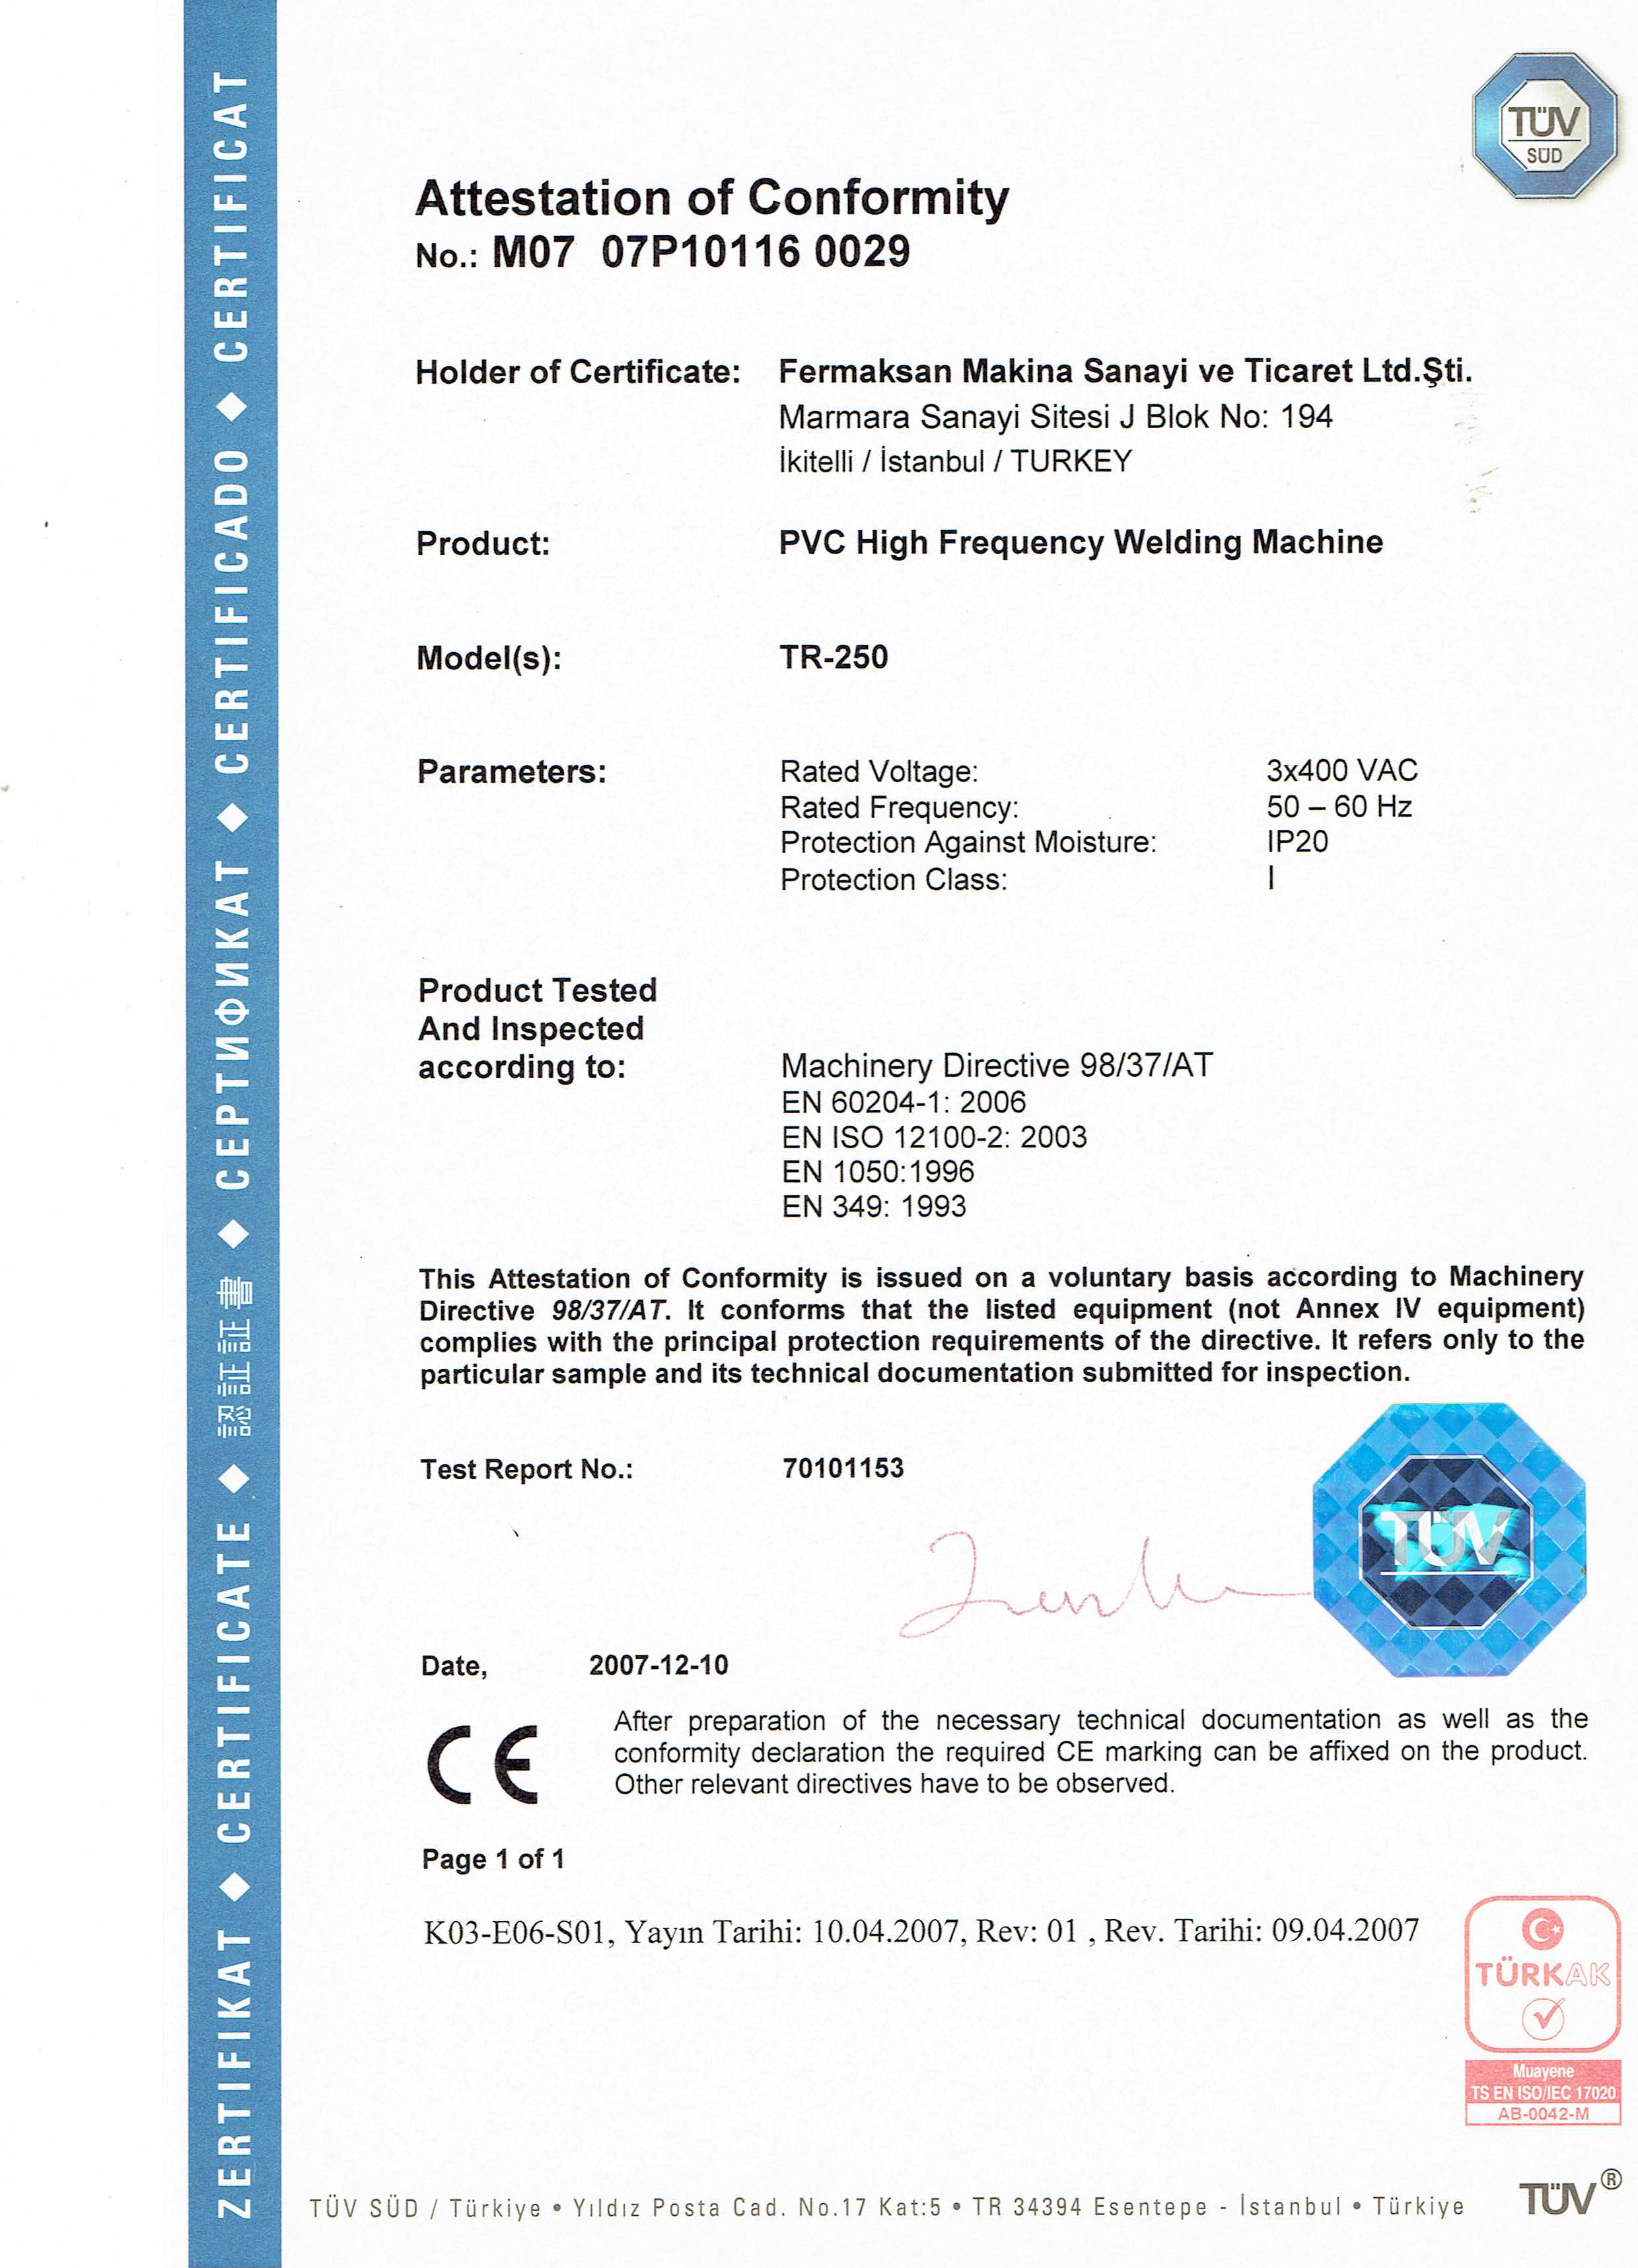 ZERTIFIKAT ◆ CERTIFICATE ◆ 認証証書 ◆ СЕРТИФИКАТ ◆ CERTIFICADO ◆ CERTIFICAT
TÜV
SÜD
Attestation of Conformity
No.: M07 07P10116 0029
Holder of Certificate: Fermaksan Makina Sanayi ve Ticaret Ltd.Şti.
Marmara Sanayi Sitesi J Blok No: 194
İkitelli / İstanbul / TURKEY
Product: PVC High Frequency Welding Machine
Model(s): TR-250
Parameters: Rated Voltage: 3x400 VAC
Rated Frequency: 50 – 60 Hz
Protection Against Moisture: IP20
Protection Class: I
Product Tested
And Inspected
according to: Machinery Directive 98/37/AT
EN 60204-1: 2006
EN ISO 12100-2: 2003
EN 1050:1996
EN 349: 1993
This Attestation of Conformity is issued on a voluntary basis according to Machinery
Directive 98/37/AT. It conforms that the listed equipment (not Annex IV equipment)
complies with the principal protection requirements of the directive. It refers only to the
particular sample and its technical documentation submitted for inspection.
Test Report No.: 70101153
TÜV
Date, 2007-12-10
CE
After preparation of the necessary technical documentation as well as the
conformity declaration the required CE marking can be affixed on the product.
Other relevant directives have to be observed.
Page 1 of 1
K03-E06-S01, Yayın Tarihi: 10.04.2007, Rev: 01 , Rev. Tarihi: 09.04.2007
TÜRKAK
Muayene
TS EN ISO/IEC 17020
AB-0042-M
TÜV SÜD / Türkiye • Yıldız Posta Cad. No.17 Kat:5 • TR 34394 Esentepe - İstanbul • Türkiye
TÜV®